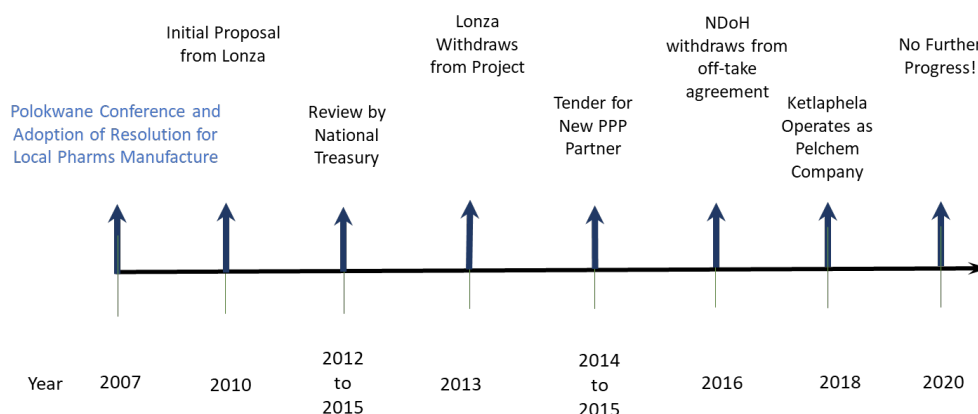 Polokwane Conference and
Adoption of Resolution for
Local Pharms Manufacture
Initial Proposal
from Lonza
Review by
National
Treasury
Lonza
Withdraws
from Project
Tender for
New PPP
Partner
NDoH
withdraws from
off-take
agreement
Ketlaphela
Operates as
Pelchem
Company
No Further
Progress!
Year
2007
2010
2012
to
2015
2013
2014
to
2015
2016
2018
2020